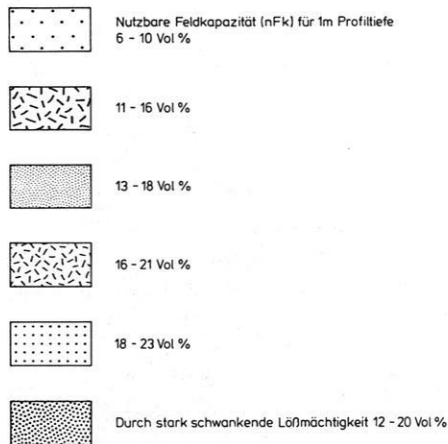 Nutzbare Feldkapazität (nFk) für 1m Profiltiefe
6 - 10 Vol %
11 - 16 Vol %
13 - 18 Vol %
16 - 21 Vol %
18 - 23 Vol %
Durch stark schwankende Lößmächtigkeit 12 - 20 Vol %